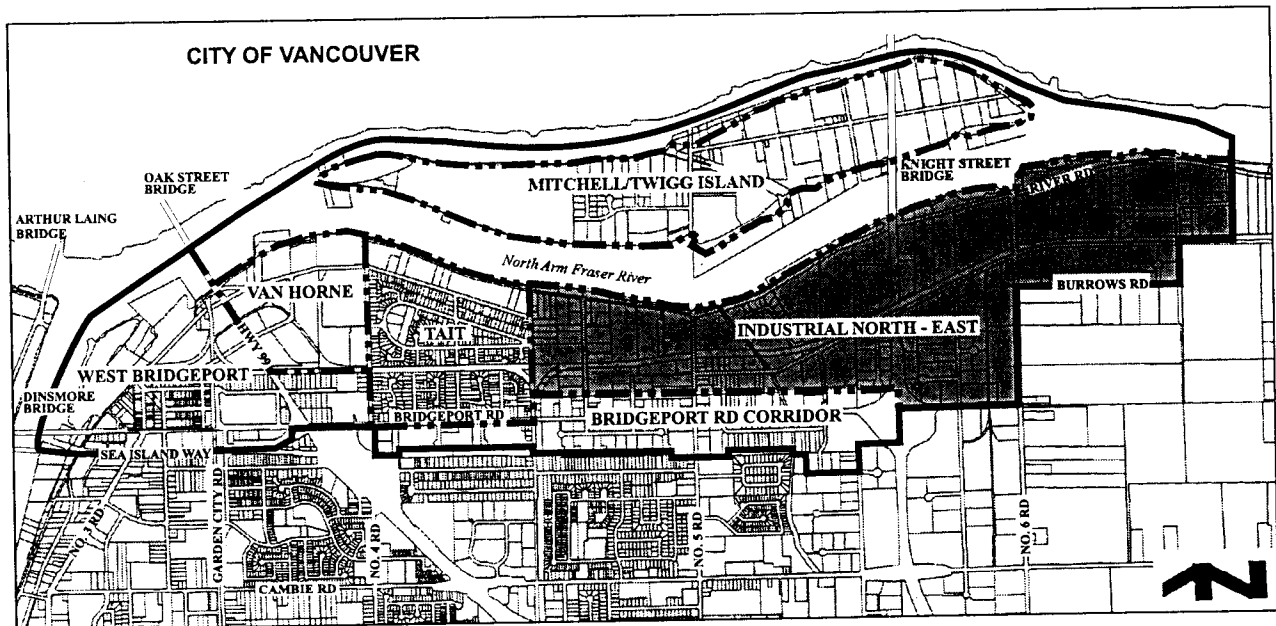 CITY OF VANCOUVER
OAK STREET
BRIDGE
ARTHUR LAING
BRIDGE
MITCHELL/TWIGG ISLAND
KNIGHT STREET
BRIDGE
RIVER RD
North Arm Fraser River
VAN HORNE
HWY 99
TAIT
BURROWS RD
INDUSTRIAL NORTH - EAST
WEST BRIDGEPORT
DINSMORE
BRIDGE
BRIDGEPORT RD
BRIDGEPORT RD CORRIDOR
SEA ISLAND WAY
NO. 3 RD
GARDEN CITY RD
NO. 4 RD
NO. 5 RD
NO. 6 RD
CAMBIE RD
N